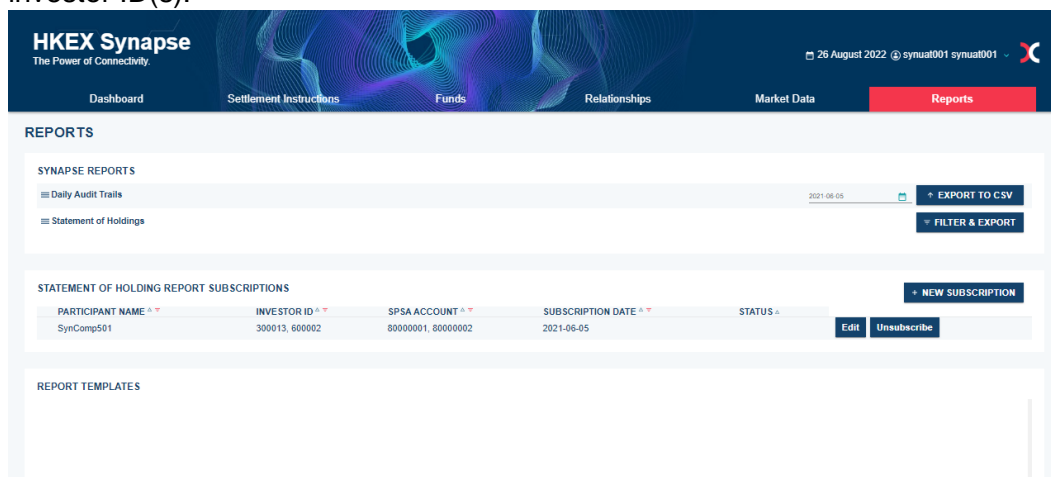 investor ID(s).
HKEX Synapse
The Power of Connectivity.
26 August 2022 synuat001 synuat001
Dashboard Settlement Instructions Funds Relationships Market Data Reports
REPORTS
SYNAPSE REPORTS
Daily Audit Trails 2021-06-05 EXPORT TO CSV
Statement of Holdings FILTER & EXPORT
STATEMENT OF HOLDING REPORT SUBSCRIPTIONS
+ NEW SUBSCRIPTION
PARTICIPANT NAME INVESTOR ID SPSA ACCOUNT SUBSCRIPTION DATE STATUS
SynComp501 300013, 600002 80000001, 80000002 2021-06-05 Edit Unsubscribe
REPORT TEMPLATES